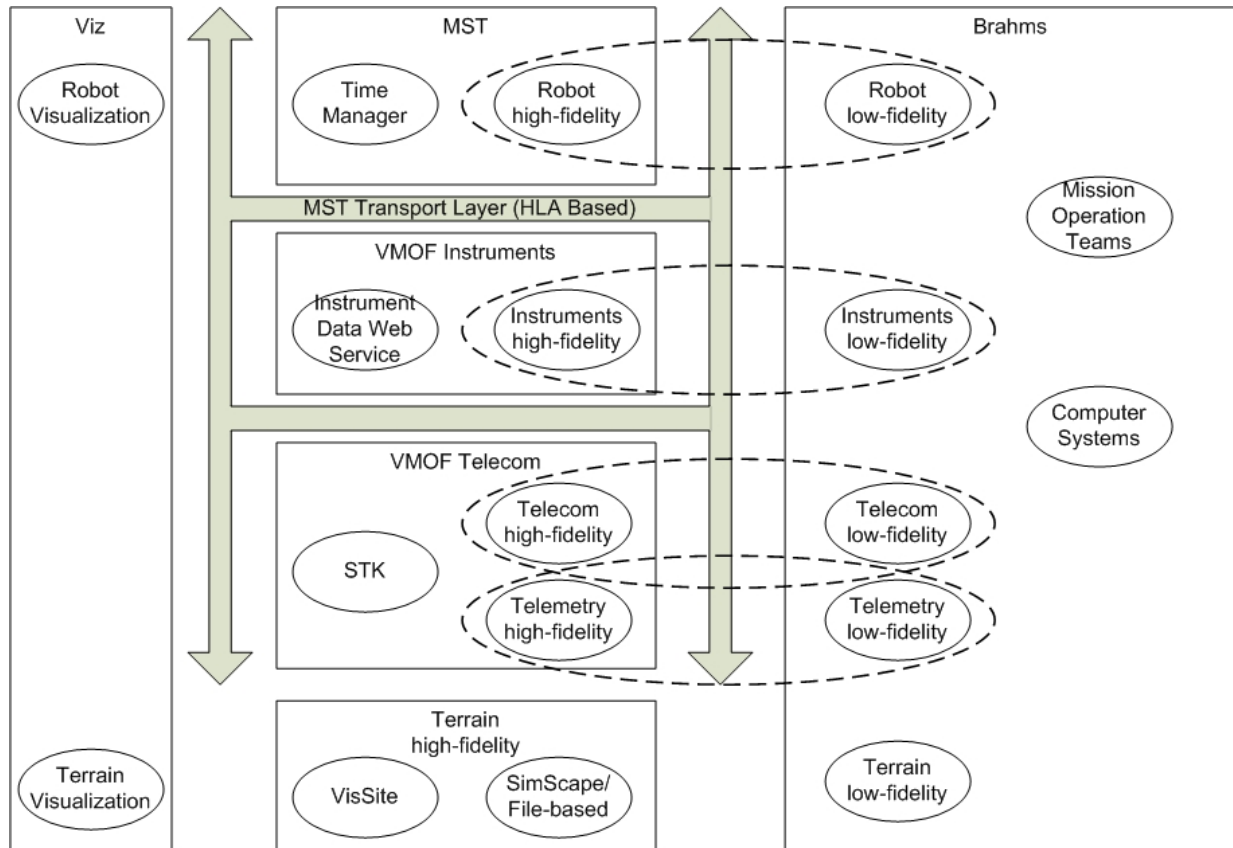 Viz
MST
Brahms
Robot
Visualization
Time
Manager
Robot
high-fidelity
Robot
low-fidelity
Mission
Operation
Teams
MST Transport Layer (HLA Based)
VMOF Instruments
Instrument
Data Web
Service
Instruments
high-fidelity
Instruments
low-fidelity
Computer
Systems
VMOF Telecom
Telecom
high-fidelity
Telecom
low-fidelity
STK
Telemetry
high-fidelity
Telemetry
low-fidelity
Terrain
high-fidelity
Terrain
Visualization
VisSite
SimScape/
File-based
Terrain
low-fidelity